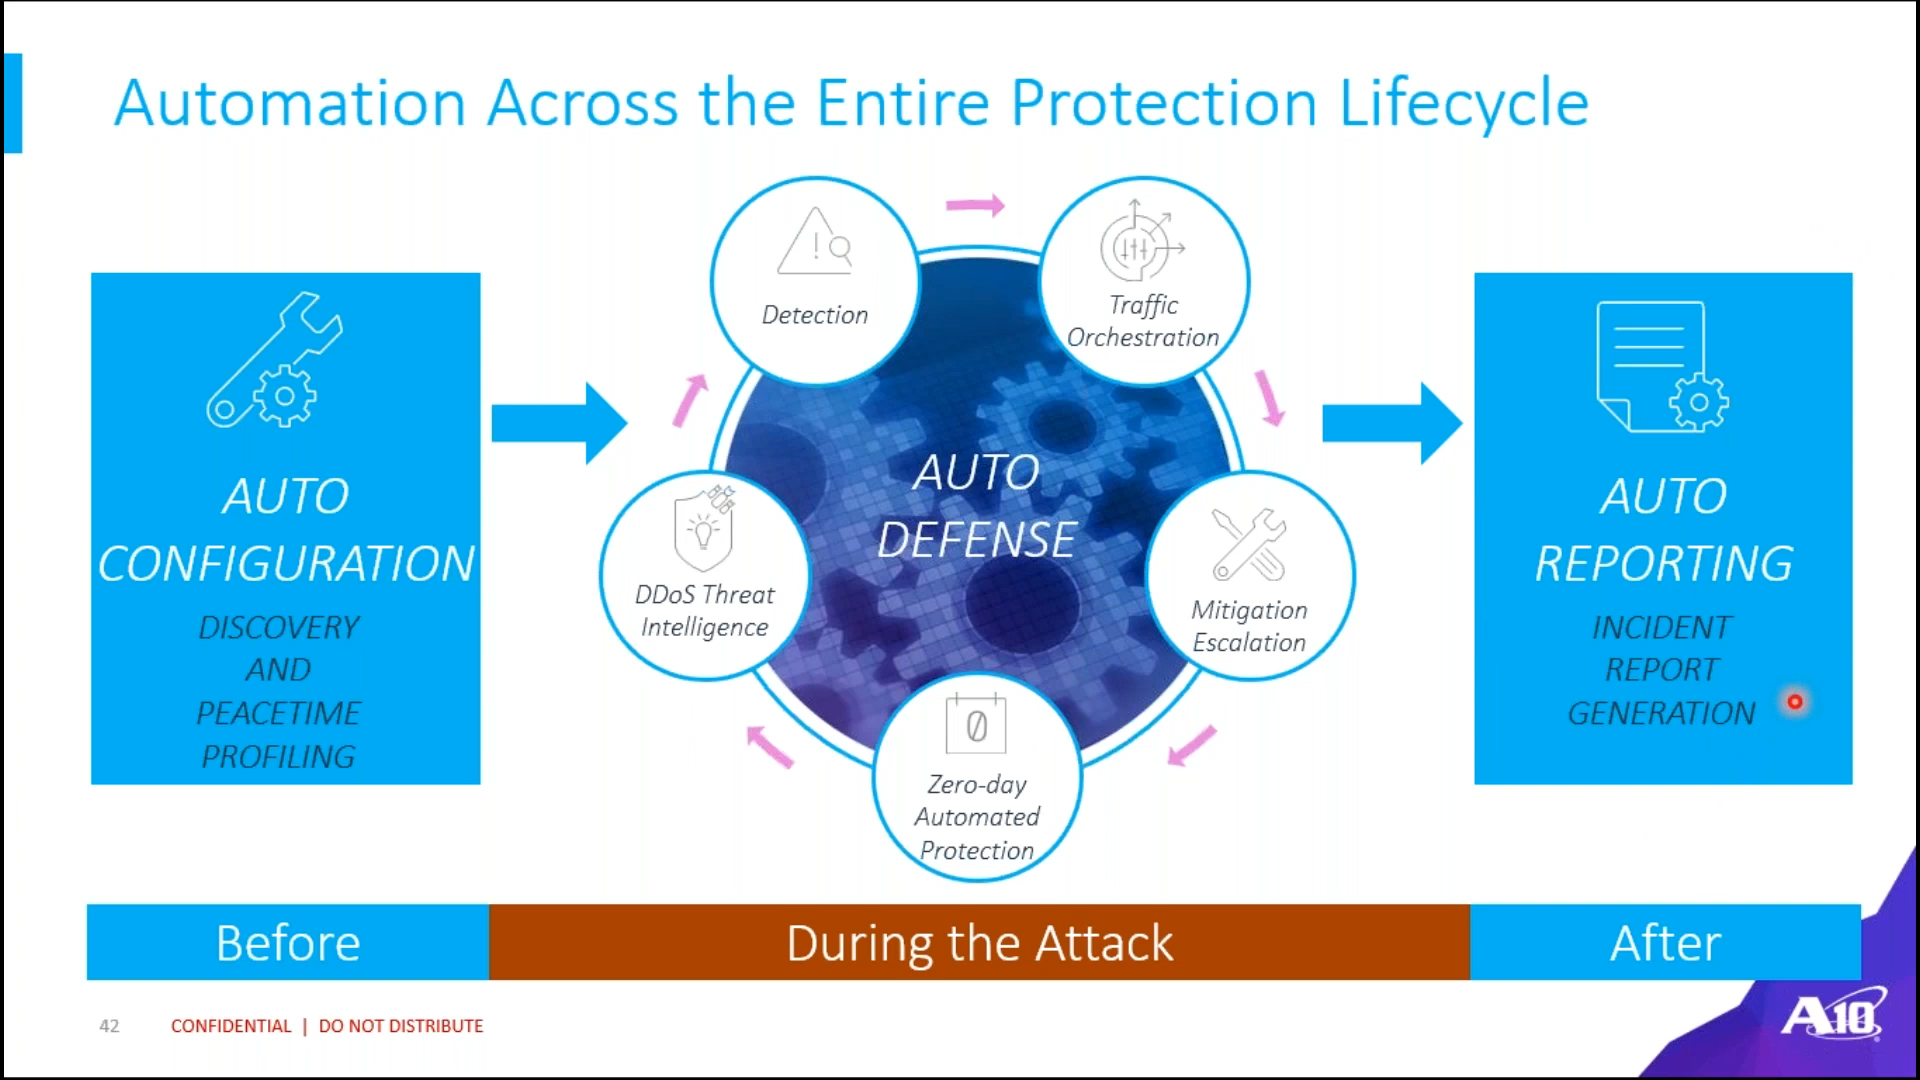 Automation Across the Entire Protection Lifecycle
AUTO
CONFIGURATION
DISCOVERY
AND
PEACETIME
PROFILING
Detection
Traffic
Orchestration
AUTO
DEFENSE
DDoS Threat
Intelligence
Mitigation
Escalation
0
Zero-day
Automated
Protection
AUTO
REPORTING
INCIDENT
REPORT
GENERATION
Before
During the Attack
After
42
CONFIDENTIAL | DO NOT DISTRIBUTE
A10